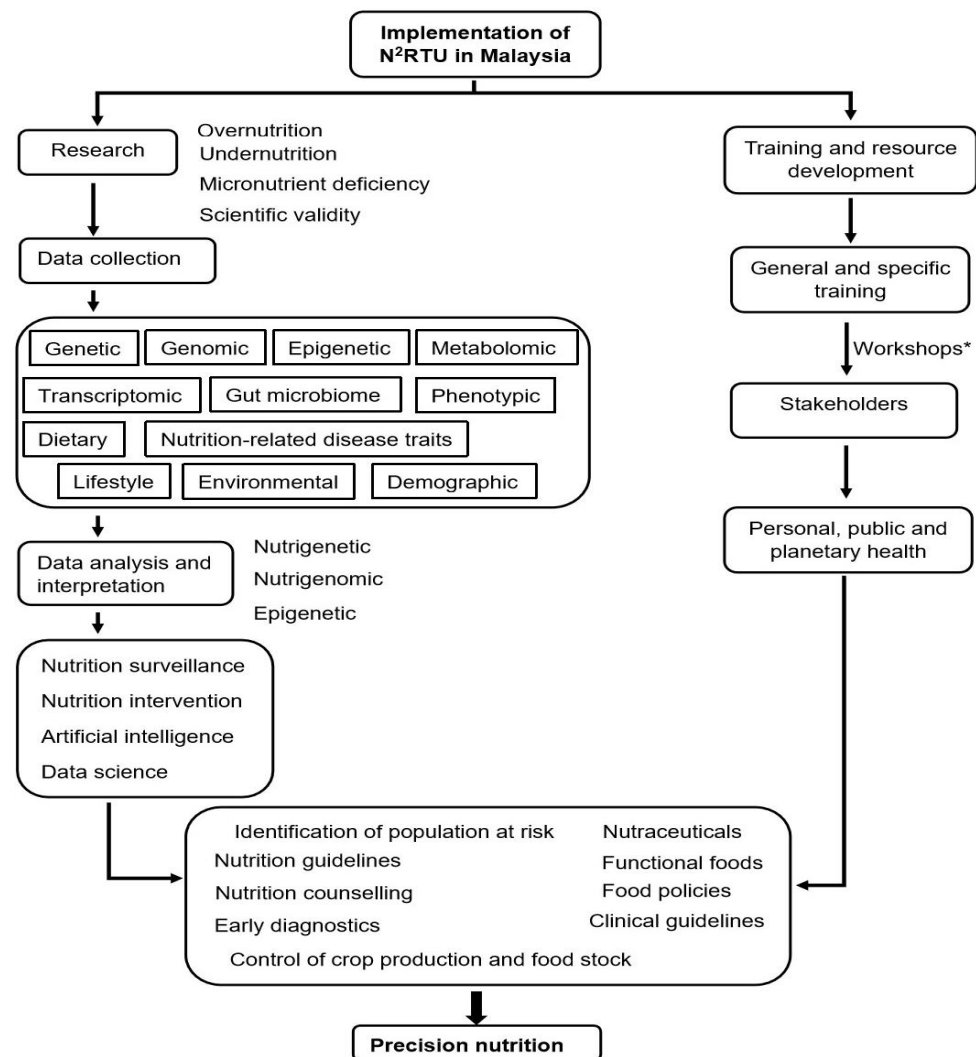 Implementation of
N²RTU in Malaysia
Research
Overnutrition
Undernutrition
Micronutrient deficiency
Scientific validity
Training and resource
development
Data collection
General and specific
training
Genetic
Genomic
Epigenetic
Metabolomic
Transcriptomic
Gut microbiome
Phenotypic
Dietary
Nutrition-related disease traits
Lifestyle
Environmental
Demographic
Workshops*
Stakeholders
Data analysis and
interpretation
Nutrigenetic
Nutrigenomic
Epigenetic
Personal, public and
planetary health
Nutrition surveillance
Nutrition intervention
Artificial intelligence
Data science
Identification of population at risk
Nutrition guidelines
Nutrition counselling
Early diagnostics
Nutraceuticals
Functional foods
Food policies
Clinical guidelines
Control of crop production and food stock
Precision nutrition